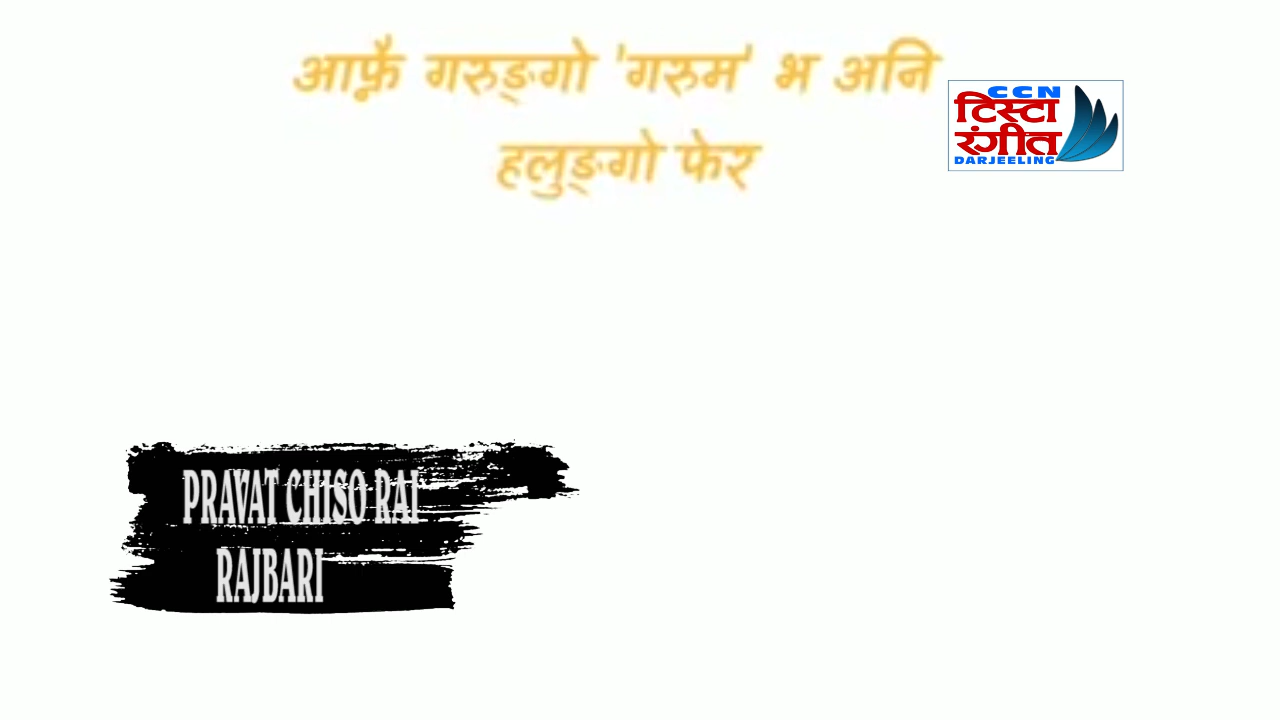 आफ़ै गरुङ्गो 'गरुम' भ अनि
हलुङ्गो फेर
CCN
टिस्टा
रंगीत
DARJEELING
PRAVAT CHISO RAI
RAJBARI